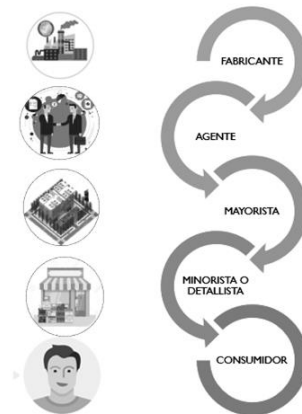 FABRICANTE
AGENTE
MAYORISTA
MINORISTA O
DETALLISTA
CONSUMIDOR